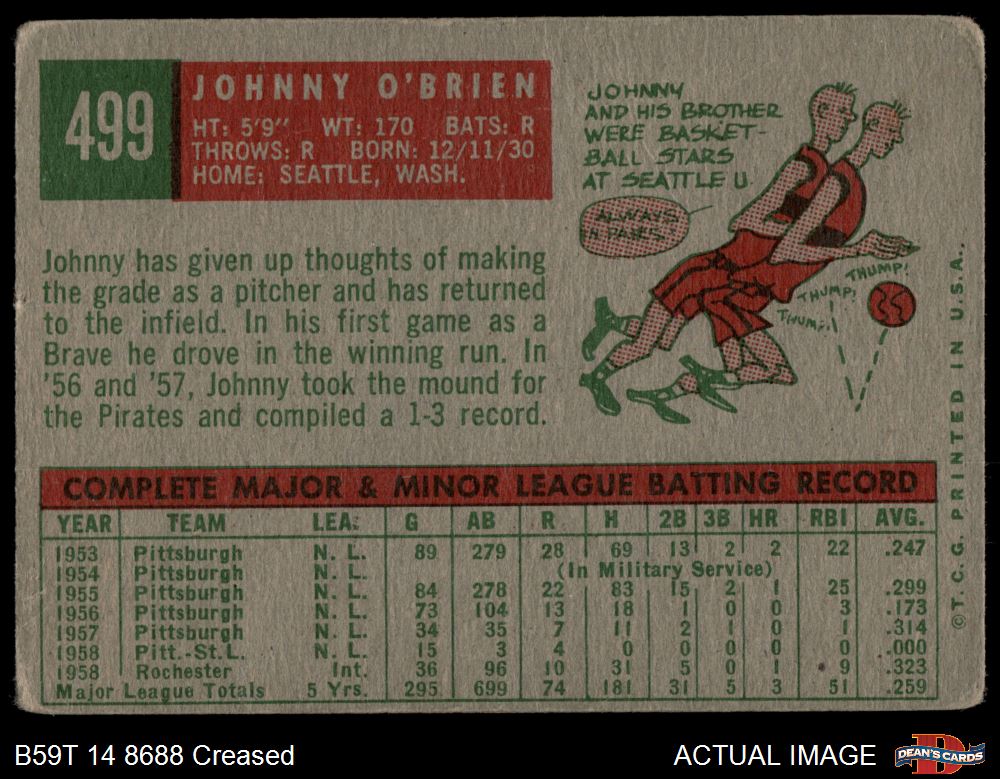 499
JOHNNY O'BRIEN
HT: 5'9" WT: 170 BATS: R
THROWS: R BORN: 12/11/30
HOME: SEATTLE, WASH.
JOHNNY
AND HIS BROTHER
WERE BASKET-
BALL STARS
AT SEATTLE U.
ALWAYS
IN PAIRS
THUMP!
THUMP!
THUMP!
Johnny has given up thoughts of making
the grade as a pitcher and has returned
to the infield. In his first game as a
Brave he drove in the winning run. In
'56 and '57, Johnny took the mound for
the Pirates and compiled a 1-3 record.
COMPLETE MAJOR & MINOR LEAGUE BATTING RECORD
YEAR TEAM LEA. G AB R H 2B 3B HR RBI AVG.
1953 Pittsburgh N. L. 89 279 28 69 13 2 2 22 .247
1954 Pittsburgh N. L. (In Military Service)
1955 Pittsburgh N. L. 84 278 22 83 15 2 1 25 .299
1956 Pittsburgh N. L. 73 104 13 18 1 0 0 3 .173
1957 Pittsburgh N. L. 34 35 7 11 2 1 0 1 .314
1958 Pitt.-St. L. N. L. 15 3 4 0 0 0 0 0 .000
1958 Rochester Int. 36 96 10 31 5 0 1 9 .323
Major League Totals 5 Yrs. 295 699 74 181 31 5 3 51 .259
©T. C. G. PRINTED IN U.S.A.
B59T 14 8688 Creased
ACTUAL IMAGE
DEAN'S CARDS